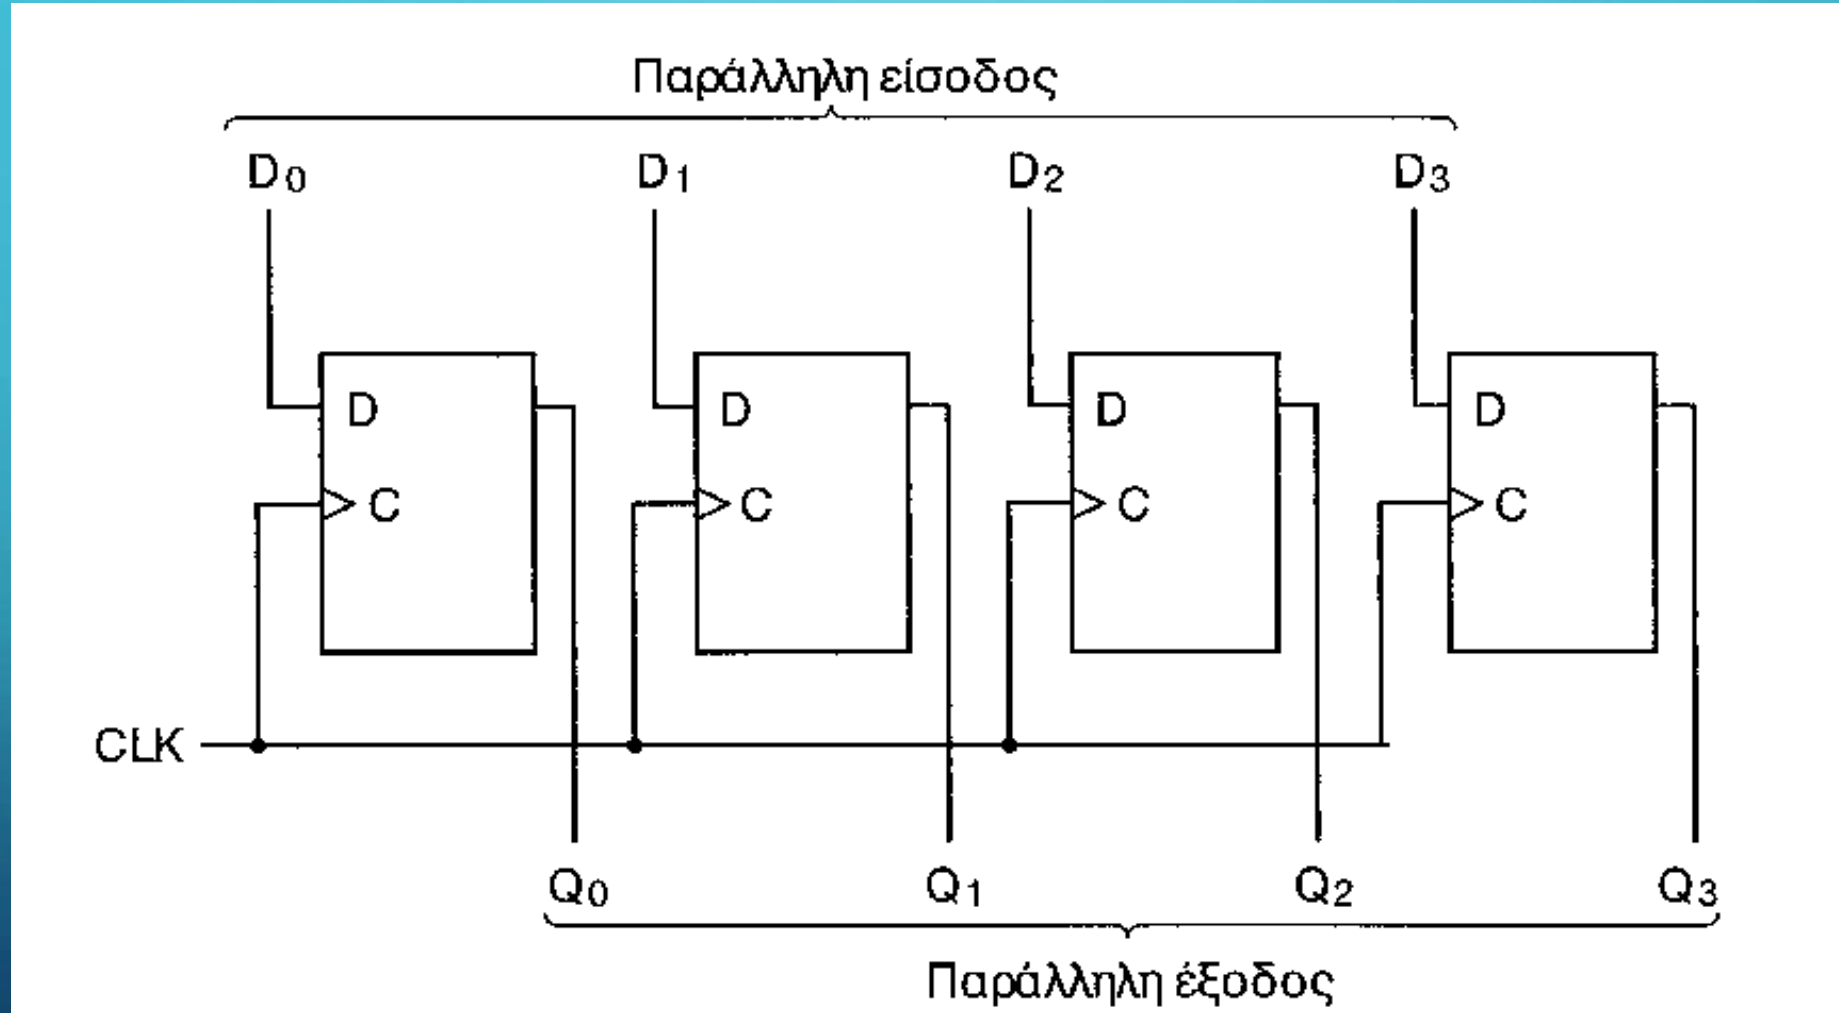 Παράλληλη είσοδος
D0 D1 D2 D3
D D D D
C C C C
CLK
Q0 Q1 Q2 Q3
Παράλληλη έξοδος